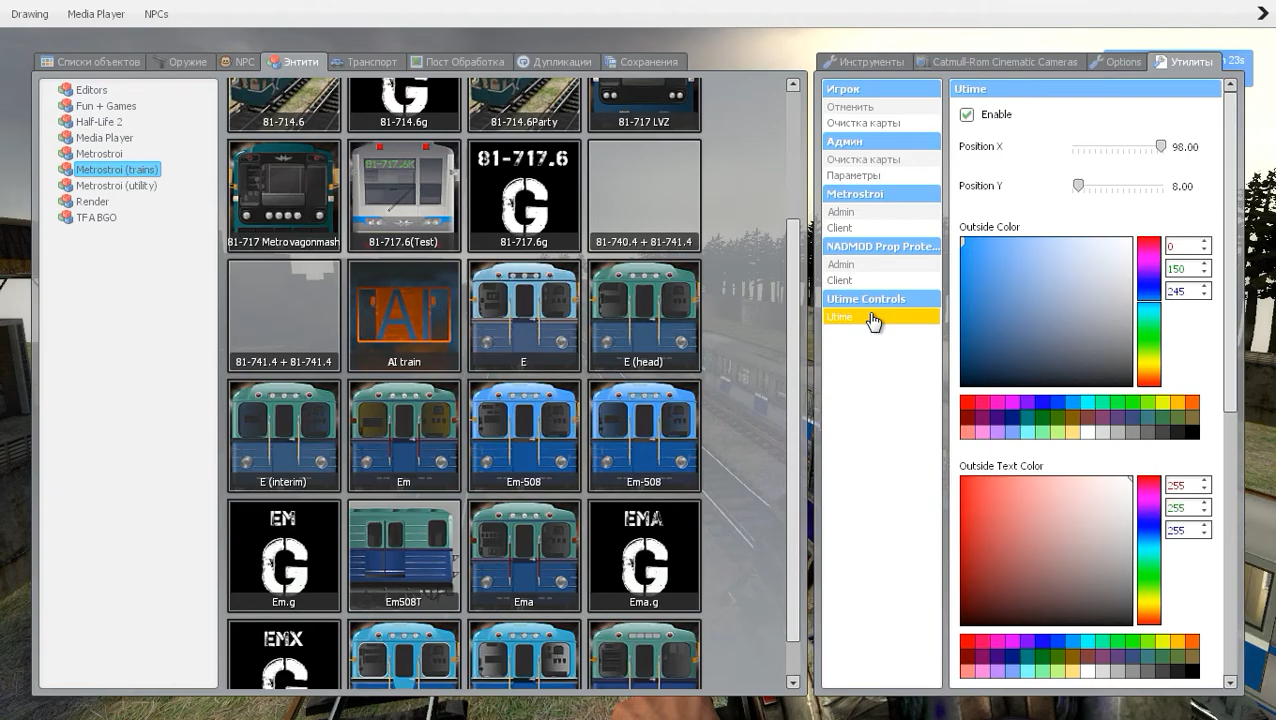 Drawing Media Player NPCs
Списки объектов Оружие NPC Энтити Транспорт Пост Обработка Дупликации Сохранения
Инструменты Catmull-Rom Cinematic Cameras Options Утилиты 23s
Editors
Fun + Games
Half-Life 2
Media Player
Metrostroi
Metrostroi (trains)
Metrostroi (utility)
Render
TFA BGO
81-714.6 81-714.6g 81-714.6Party 81-717 LVZ
81-717.6K
81-717.6
G
81-717 Metrovagonmash 81-717.6(Test) 81-717.6g 81-740.4 + 81-741.4
AI
81-741.4 + 81-741.4 AI train E E (head)
E (interim) Em Em-508 Em-508
EM EMA
G G
Em.g Em508T Ema Ema.g
EMX
Игрок
Отменить
Очистка карты
Админ
Очистка карты
Параметры
Metrostroi
Admin
Client
NADMOD Prop Prote...
Admin
Client
Utime Controls
Utime
Utime
Enable
Position X 98.00
Position Y 8.00
Outside Color
0
150
245
Outside Text Color
255
255
255